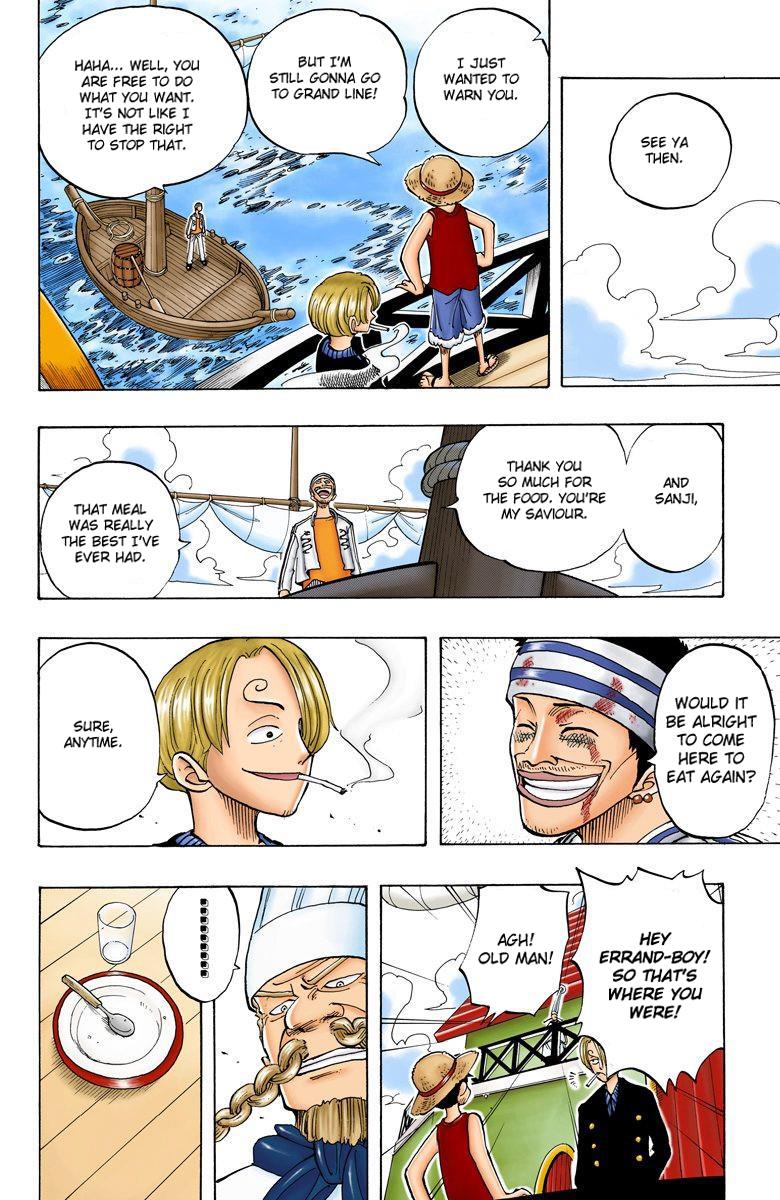 I JUST
WANTED TO
WARN YOU.
BUT I'M
STILL GONNA GO
TO GRAND LINE!
HAHA... WELL, YOU
ARE FREE TO DO
WHAT YOU WANT.
IT'S NOT LIKE I
HAVE THE RIGHT
TO STOP THAT.
SEE YA
THEN.
AND
SANJI,
THANK YOU
SO MUCH FOR
THE FOOD. YOU'RE
MY SAVIOUR.
THAT MEAL
WAS REALLY
THE BEST I'VE
EVER HAD.
WOULD IT
BE ALRIGHT
TO COME
HERE TO
EAT AGAIN?
SURE,
ANYTIME.
HEY
ERRAND-BOY!
SO THAT'S
WHERE YOU
WERE!
AGH!
OLD MAN!
.........